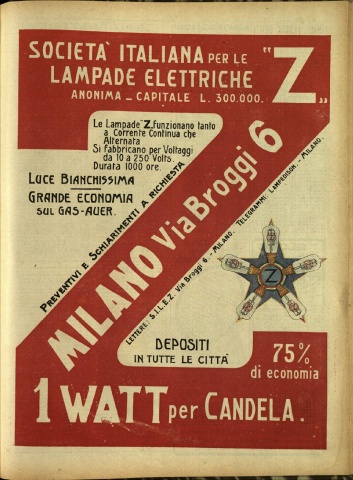 SOCIETÀ ITALIANA PER LE "Z"
LAMPADE ELETTRICHE
ANONIMA - CAPITALE L. 300.000.
Le Lampade "Z" funzionano tanto
a Corrente Continua che
Alternata
Si fabbricano per Voltaggi
da 10 a 250 Volts.
Durata 1000 ore.
LUCE BIANCHISSIMA
GRANDE ECONOMIA
SUL GAS-AUER.
PREVENTIVI E SCHIARIMENTI A RICHIESTA
MILANO Via Broggi 6
LETTERE: S.I.L.E.Z. Via Broggi 6 - MILANO. TELEGRAMMI: LAMPEDISON - MILANO.
Z
DEPOSITI
IN TUTTE LE CITTÀ
75%
di economia
1 WATT per CANDELA.